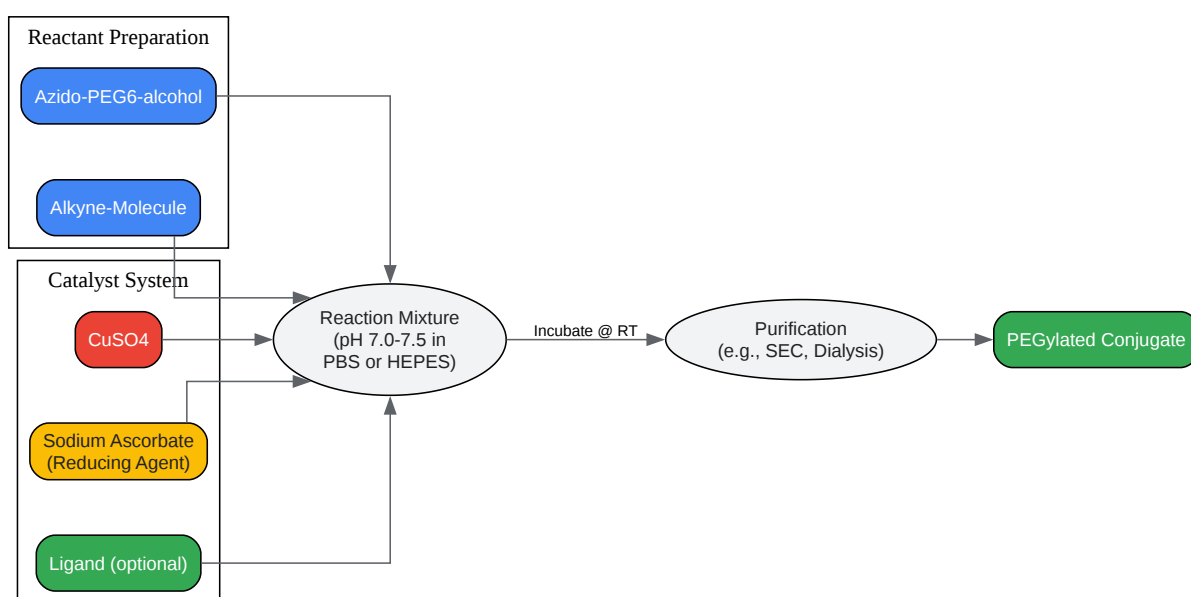 Reactant Preparation
Azido-PEG6-alcohol
Alkyne-Molecule
Catalyst System
CuSO4
Sodium Ascorbate
(Reducing Agent)
Ligand (optional)
Reaction Mixture
(pH 7.0-7.5 in
PBS or HEPES)
Incubate @ RT
Purification
(e.g., SEC, Dialysis)
PEGylated Conjugate